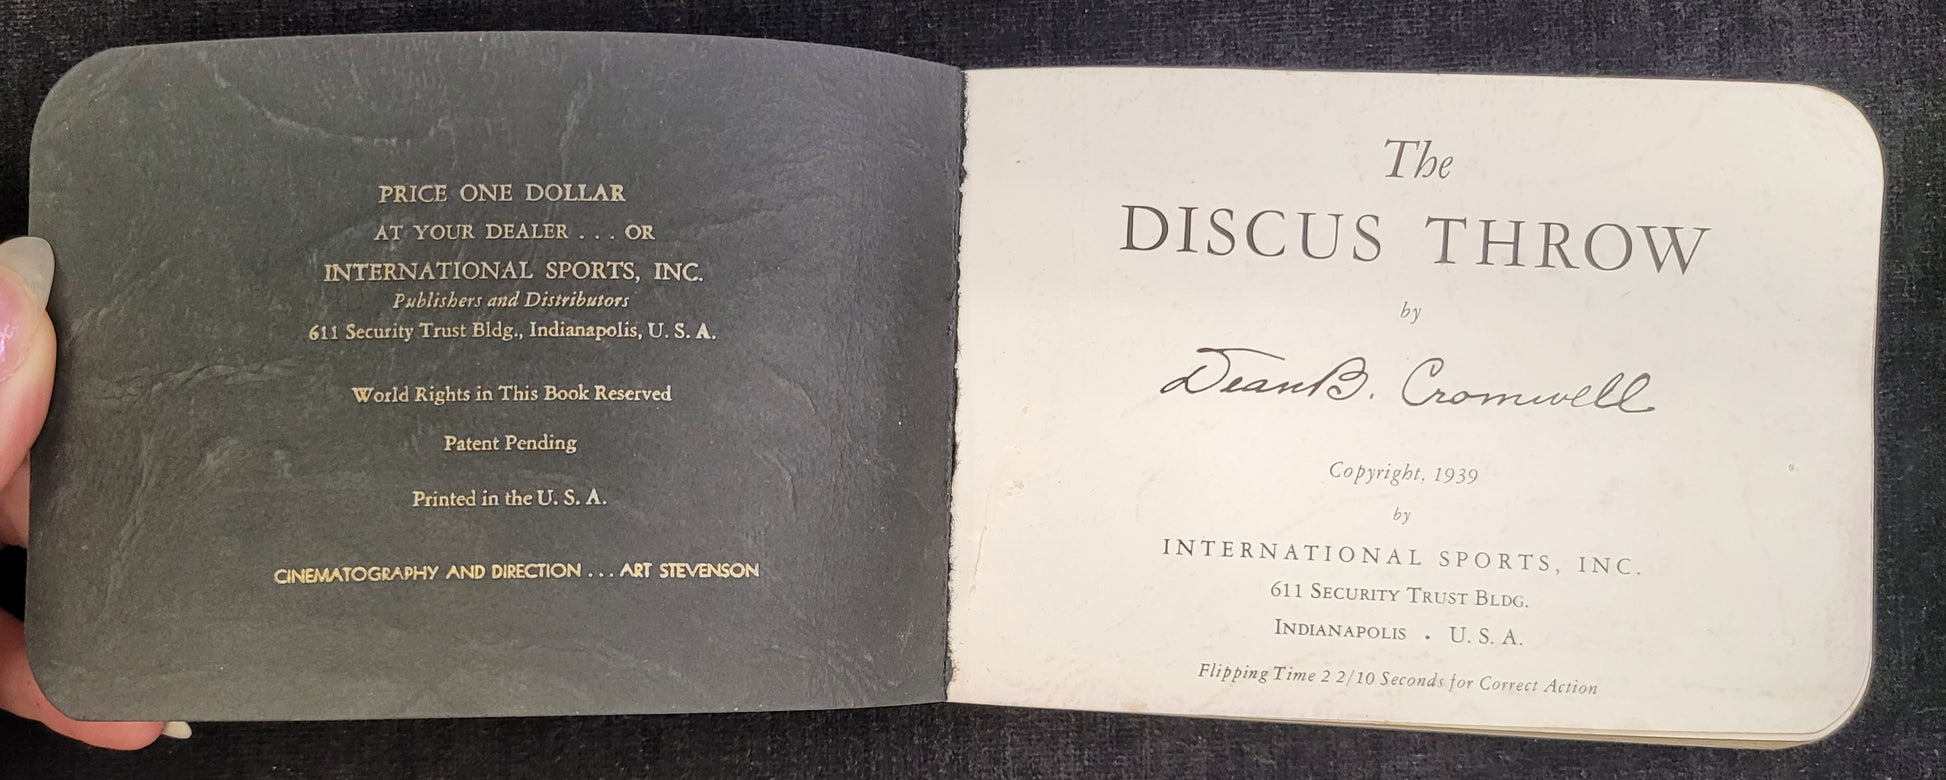 PRICE ONE DOLLAR
AT YOUR DEALER . . . OR
INTERNATIONAL SPORTS, INC.
Publishers and Distributors
611 Security Trust Bldg., Indianapolis, U. S. A.
World Rights in This Book Reserved
Patent Pending
Printed in the U. S. A.
CINEMATOGRAPHY AND DIRECTION . . . ART STEVENSON
The
DISCUS THROW
by
Dean B. Cromwell
Copyright, 1939
by
INTERNATIONAL SPORTS, INC.
611 SECURITY TRUST BLDG.
INDIANAPOLIS • U. S. A.
Flipping Time 2 2/10 Seconds for Correct Action